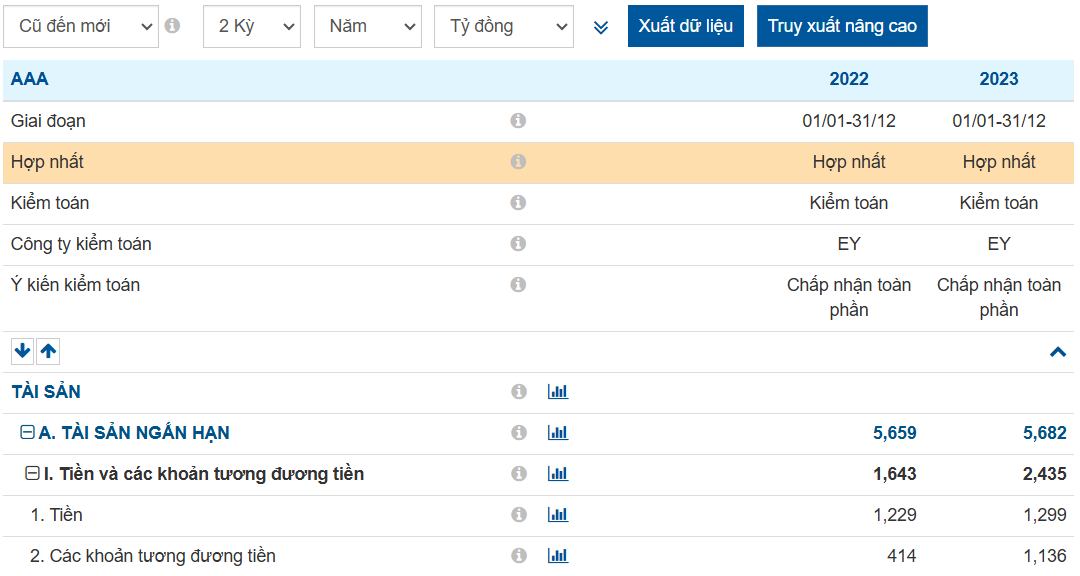 Cũ đến mới 2 Kỳ Năm Tỷ đồng Xuất dữ liệu Truy xuất nâng cao
AAA 2022 2023
Giai đoạn 01/01-31/12 01/01-31/12
Hợp nhất Hợp nhất Hợp nhất
Kiểm toán Kiểm toán Kiểm toán
Công ty kiểm toán EY EY
Ý kiến kiểm toán Chấp nhận toàn phần Chấp nhận toàn phần
TÀI SẢN
A. TÀI SẢN NGẮN HẠN 5,659 5,682
I. Tiền và các khoản tương đương tiền 1,643 2,435
1. Tiền 1,229 1,299
2. Các khoản tương đương tiền 414 1,136